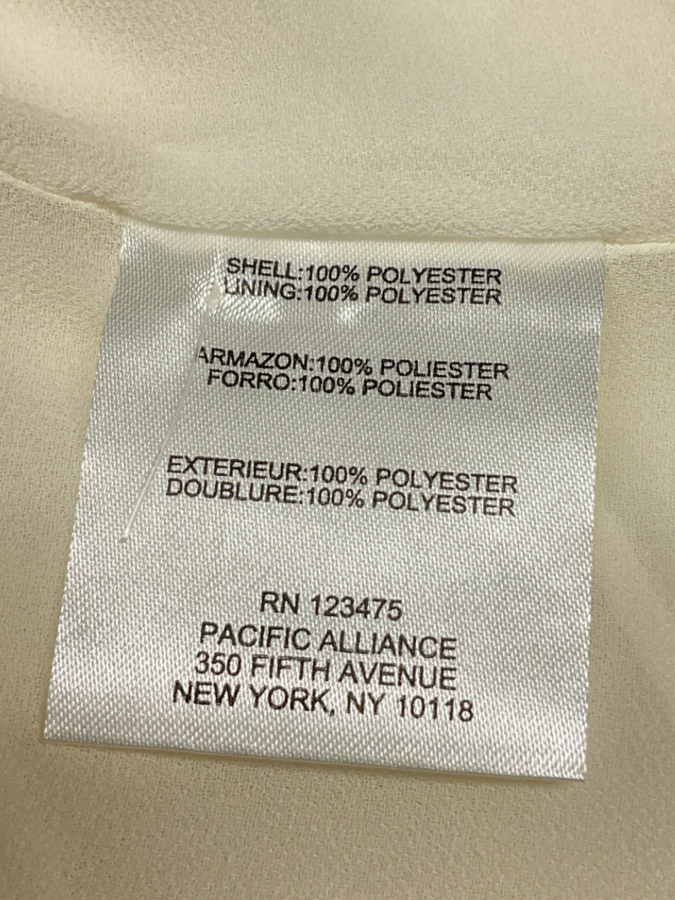 SHELL:100% POLYESTER
LINING:100% POLYESTER
ARMAZON:100% POLIESTER
FORRO:100% POLIESTER
EXTERIEUR:100% POLYESTER
DOUBLURE:100% POLYESTER
RN 123475
PACIFIC ALLIANCE
350 FIFTH AVENUE
NEW YORK, NY 10118